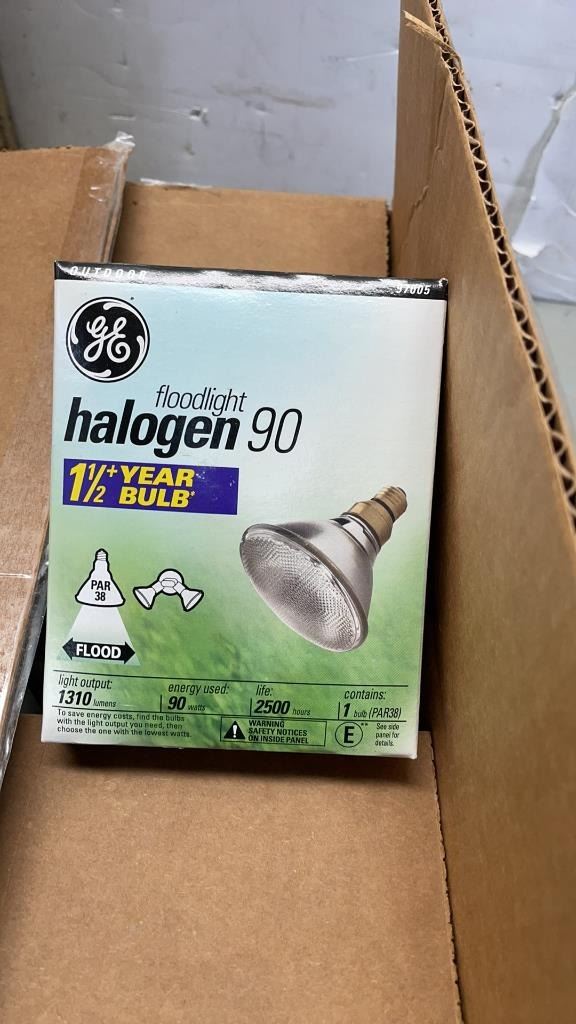 OUTDOOR
97005
GE
floodlight
halogen 90
1½+ YEAR
BULB*
PAR
38
FLOOD
light output:
1310 lumens
energy used:
90 watts
life:
2500 hours
contains:
1 bulb (PAR38)
To save energy costs, find the bulbs
with the light output you need, then
choose the one with the lowest watts.
WARNING
SAFETY NOTICES
ON INSIDE PANEL
E**
See side
panel for
details.